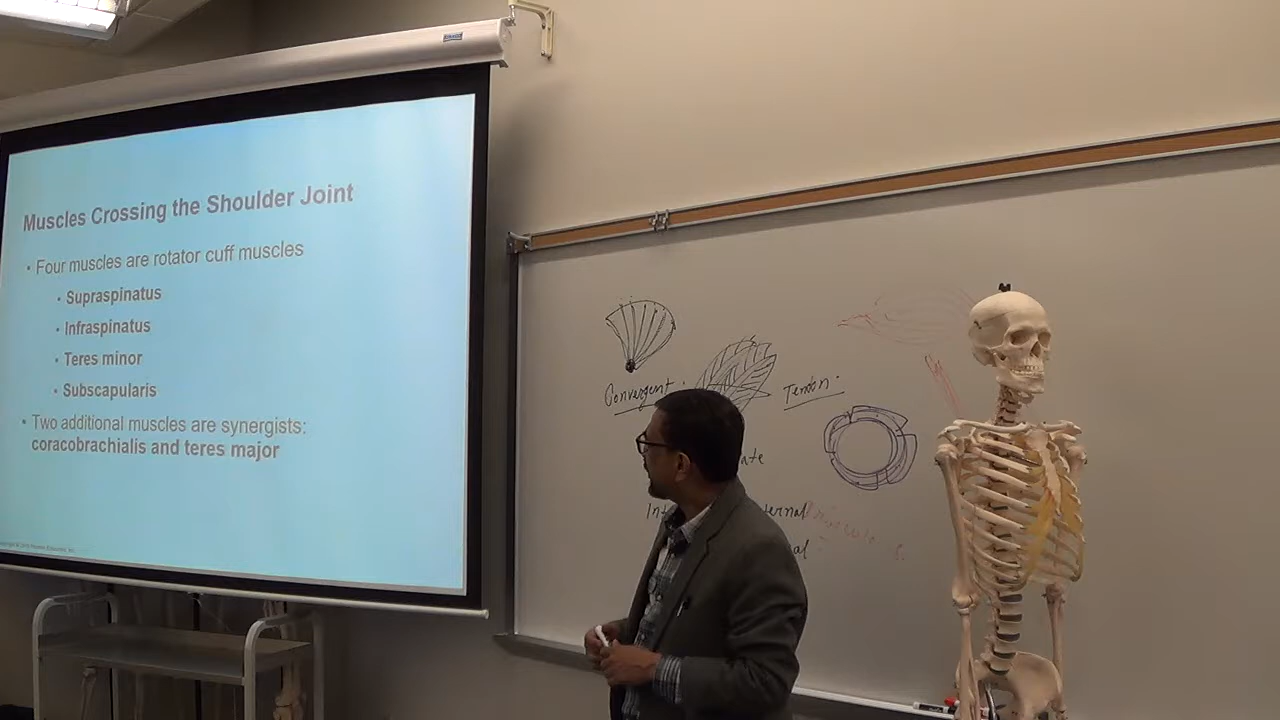 Muscles Crossing the Shoulder Joint
• Four muscles are rotator cuff muscles
• Supraspinatus
• Infraspinatus
• Teres minor
• Subscapularis
• Two additional muscles are synergists:
coracobrachialis and teres major
Convergent
Tendon